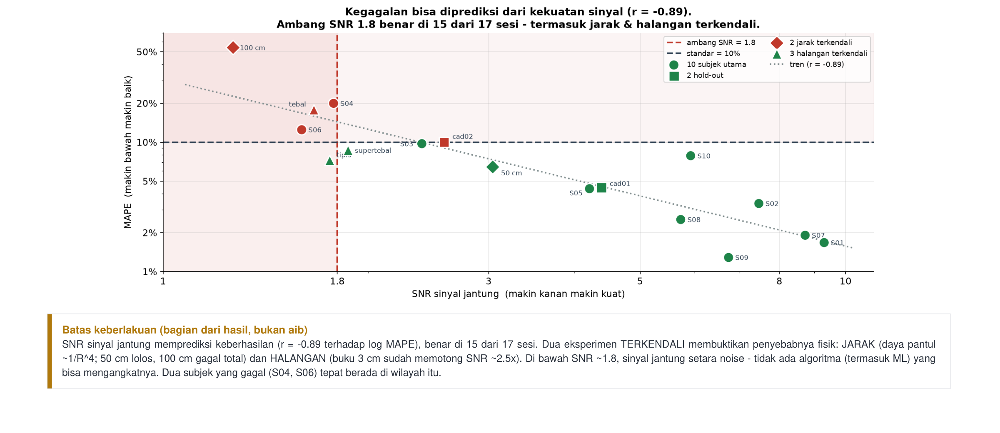 Kegagalan bisa diprediksi dari kekuatan sinyal (r = -0.89).
Ambang SNR 1.8 benar di 15 dari 17 sesi - termasuk jarak & halangan terkendali.
ambang SNR = 1.8
standar = 10%
10 subjek utama
2 hold-out
2 jarak terkendali
3 halangan terkendali
tren (r = -0.89)
MAPE (makin bawah makin baik)
50%
20%
10%
5%
2%
1%
100 cm
tebal
S04
S06
S03
cad02
supertebal
tipis
S10
50 cm
cad01
S05
S02
S08
S07
S01
S09
1
1.8
3
5
8
10
SNR sinyal jantung (makin kanan makin kuat)
Batas keberlakuan (bagian dari hasil, bukan aib)
SNR sinyal jantung memprediksi keberhasilan (r = -0.89 terhadap log MAPE), benar di 15 dari 17 sesi. Dua eksperimen TERKENDALI membuktikan penyebabnya fisik: JARAK (daya pantul
~1/R^4; 50 cm lolos, 100 cm gagal total) dan HALANGAN (buku 3 cm sudah memotong SNR ~2.5x). Di bawah SNR ~1.8, sinyal jantung setara noise - tidak ada algoritma (termasuk ML) yang
bisa mengangkatnya. Dua subjek yang gagal (S04, S06) tepat berada di wilayah itu.